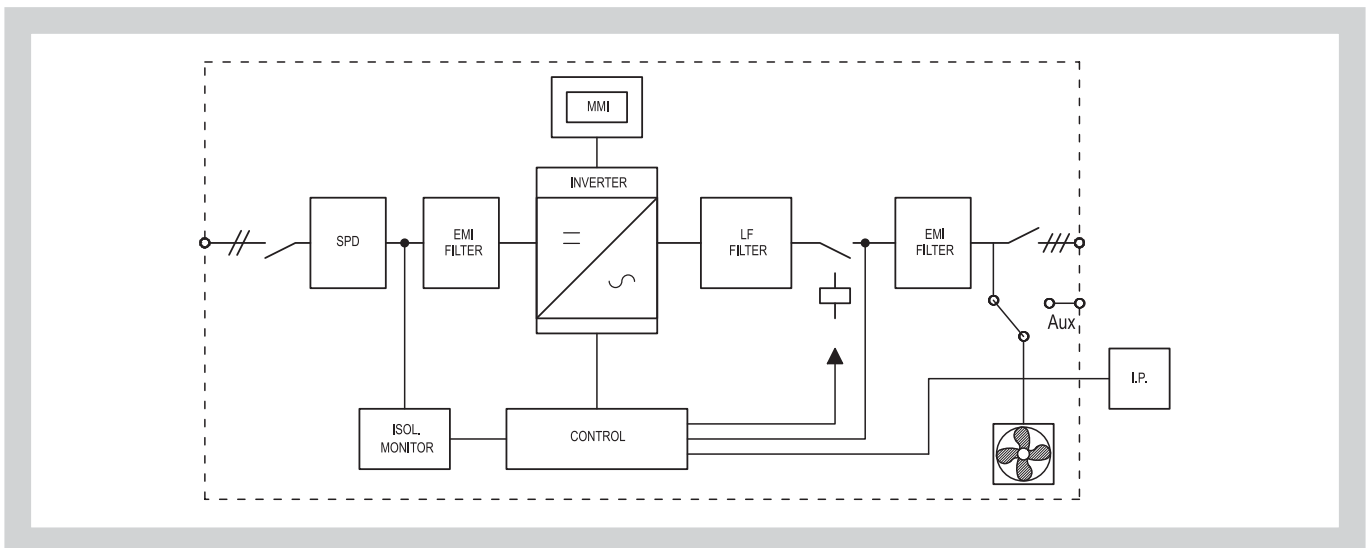 MMI
INVERTER
SPD
EMI
FILTER
LF
FILTER
EMI
FILTER
Aux
I.P.
ISOL.
MONITOR
CONTROL